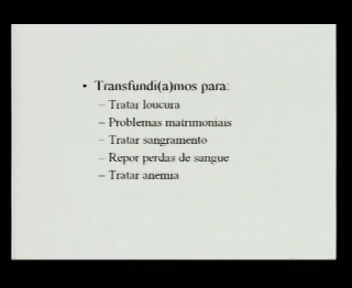 • Transfundi(a)mos para:
– Tratar loucura
– Problemas matrimoniais
– Tratar sangramento
– Repor perdas de sangue
– Tratar anemia